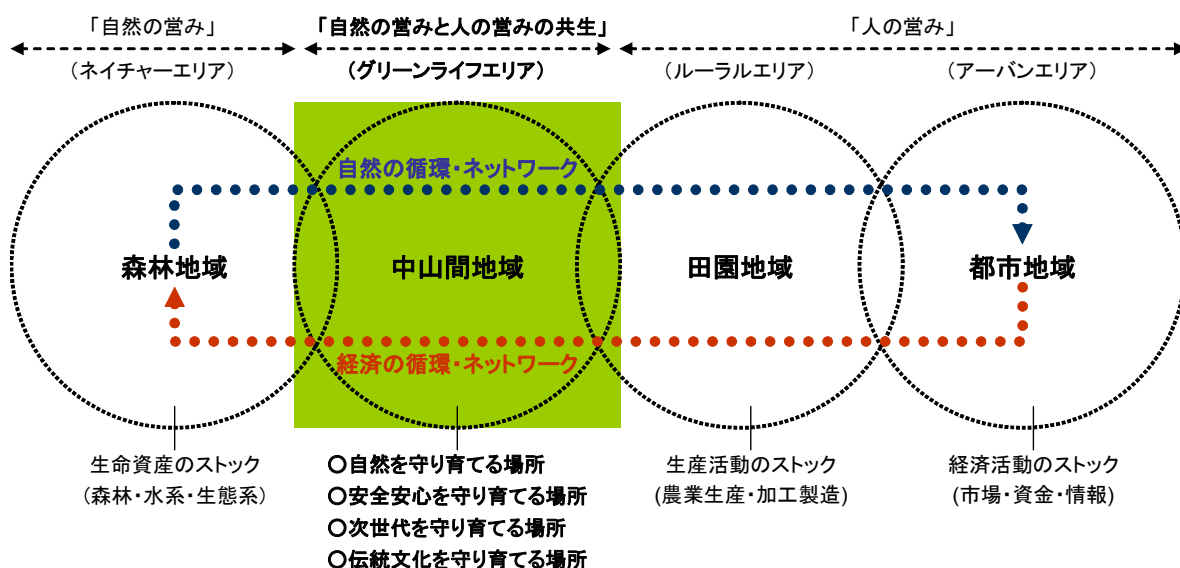 「自然の営み」
「自然の営みと人の営みの共生」
「人の営み」
（ネイチャーエリア）
（グリーンライフエリア）
（ルーラルエリア）
（アーバンエリア）
自然の循環・ネットワーク
森林地域
中山間地域
田園地域
都市地域
経済の循環・ネットワーク
生命資産のストック
（森林・水系・生態系）
○自然を守り育てる場所
○安全安心を守り育てる場所
○次世代を守り育てる場所
○伝統文化を守り育てる場所
生産活動のストック
(農業生産・加工製造)
経済活動のストック
(市場・資金・情報)